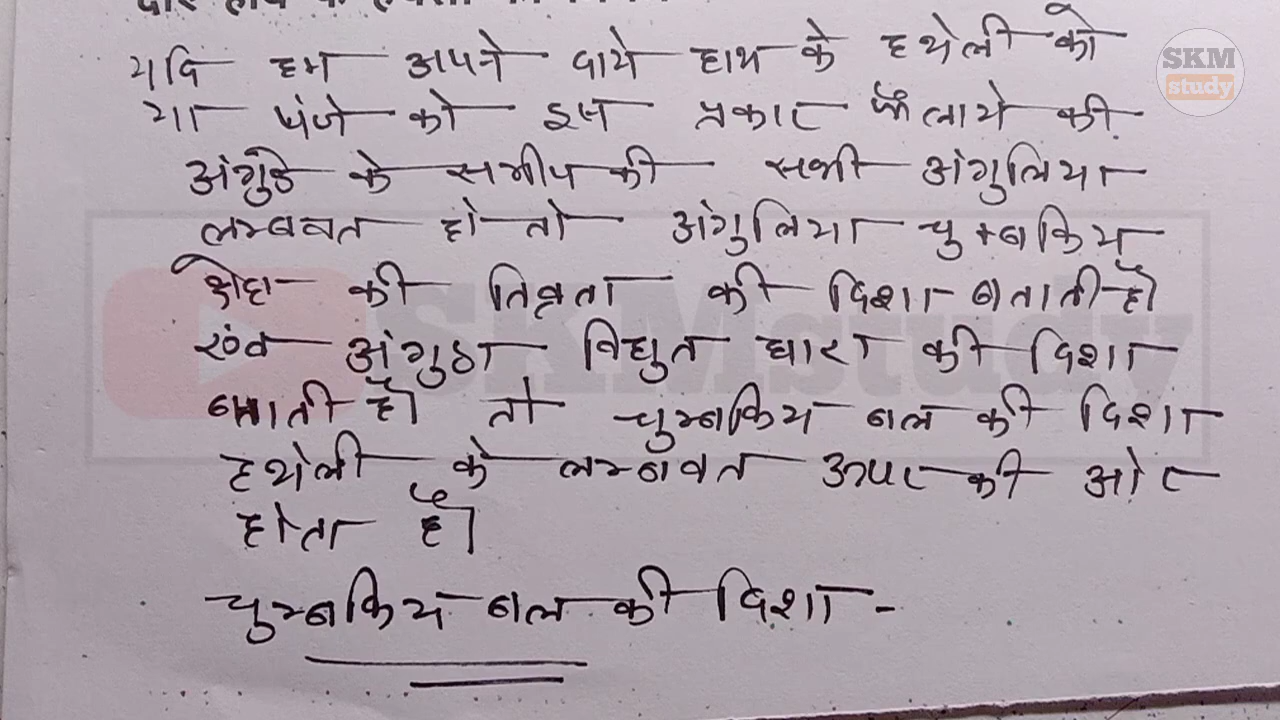 यदि हम अपने दाये हाथ के हथेली को
या पंजे को इस प्रकार फैलाये की
अंगुठे के समीप की सभी अंगुलिया
लम्बवत हो तो अंगुलिया चुम्बकिय
क्षेत्र की तिव्रता की दिशा बताती है।
एंव अंगुठा विधुत धारा की दिशा
बताती है। तो चुम्बकिय बल की दिशा
हथेली के लम्बवत ऊपर की ओर
होता है।
चुम्बकिय बल की दिशा -
SKM
study
SKMstudy